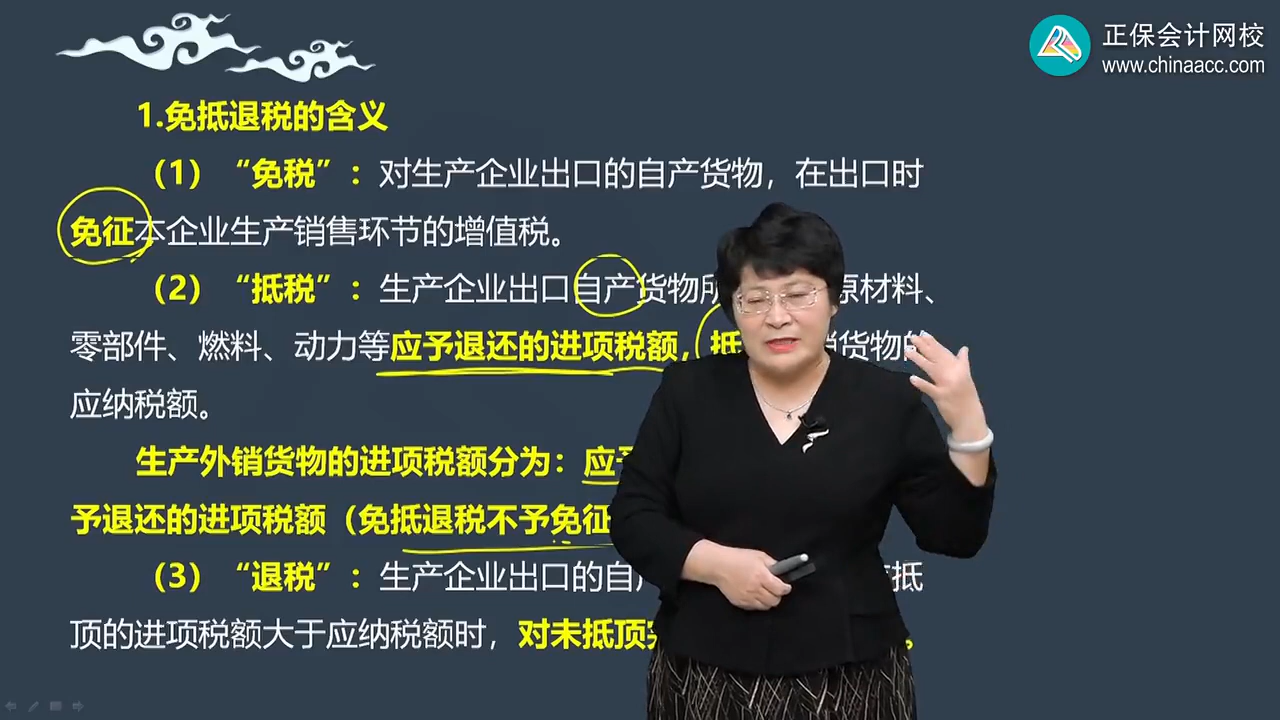 正保会计网校
www.chinaacc.com
1.免抵退税的含义
（1）“免税”：对生产企业出口的自产货物，在出口时
免征本企业生产销售环节的增值税。
（2）“抵税”：生产企业出口自产货物所 原材料、
零部件、燃料、动力等应予退还的进项税额，抵 货物的
应纳税额。
生产外销货物的进项税额分为：应予
予退还的进项税额（免抵退税不予免征
（3）“退税”：生产企业出口的自产 抵
顶的进项税额大于应纳税额时，对未抵顶完 。